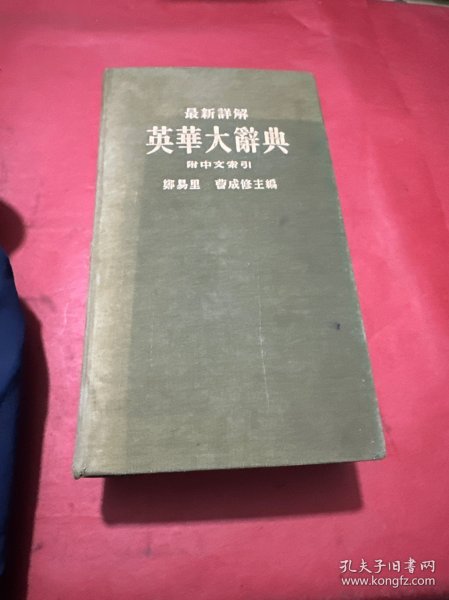 最新詳解
英華大辭典
附中文索引
鄭易里 曹成修主編
孔夫子旧书网
www.kongfz.com